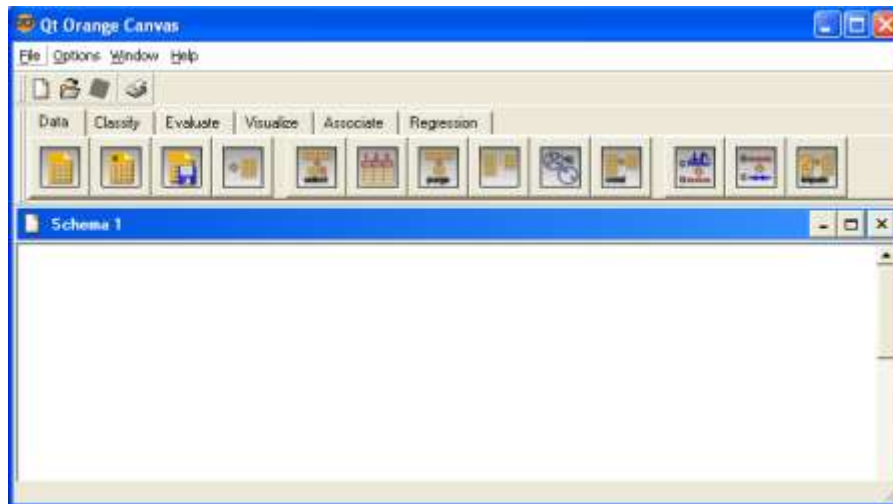 Qt Orange Canvas
File Options Window Help
Data Classify Evaluate Visualize Associate Regression
Schema 1